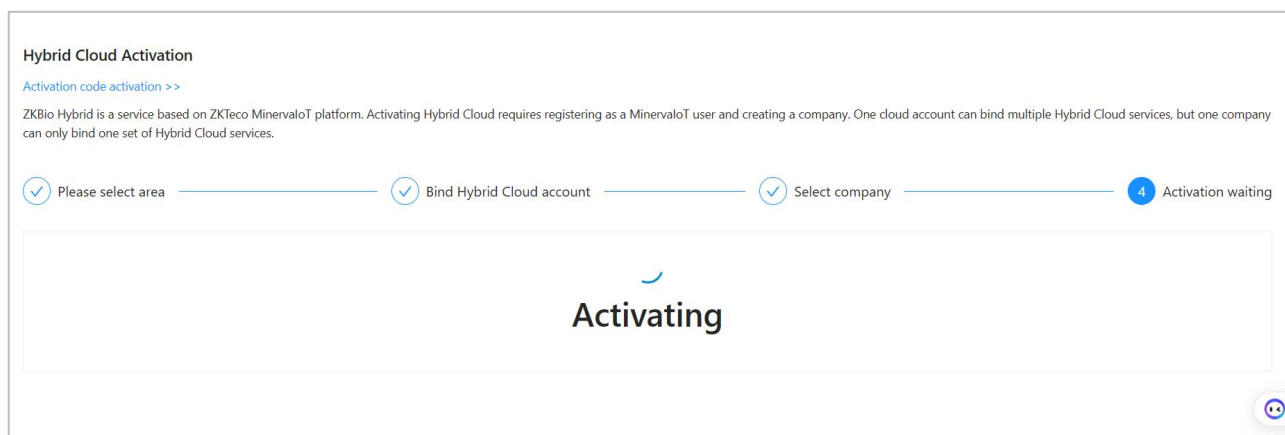 Hybrid Cloud Activation
Activation code activation >>
ZKBio Hybrid is a service based on ZKTeco MinervaIoT platform. Activating Hybrid Cloud requires registering as a MinervaIoT user and creating a company. One cloud account can bind multiple Hybrid Cloud services, but one company
can only bind one set of Hybrid Cloud services.
Please select area Bind Hybrid Cloud account Select company 4 Activation waiting
Activating